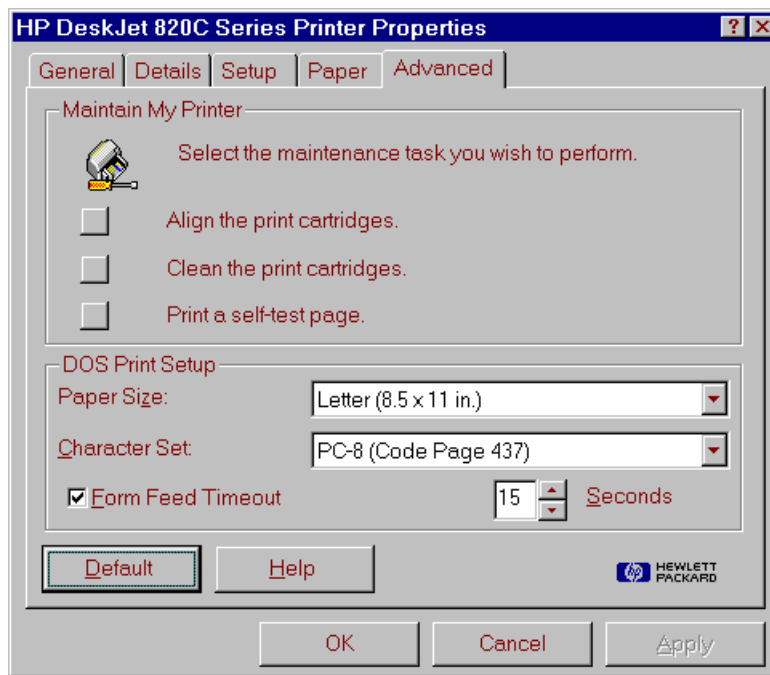 HP DeskJet 820C Series Printer Properties
General Details Setup Paper Advanced
Maintain My Printer
Select the maintenance task you wish to perform.
Align the print cartridges.
Clean the print cartridges.
Print a self-test page.
DOS Print Setup
Paper Size: Letter (8.5 x 11 in.)
Character Set: PC-8 (Code Page 437)
Form Feed Timeout 15 Seconds
Default Help
hp HEWLETT
PACKARD
OK Cancel Apply